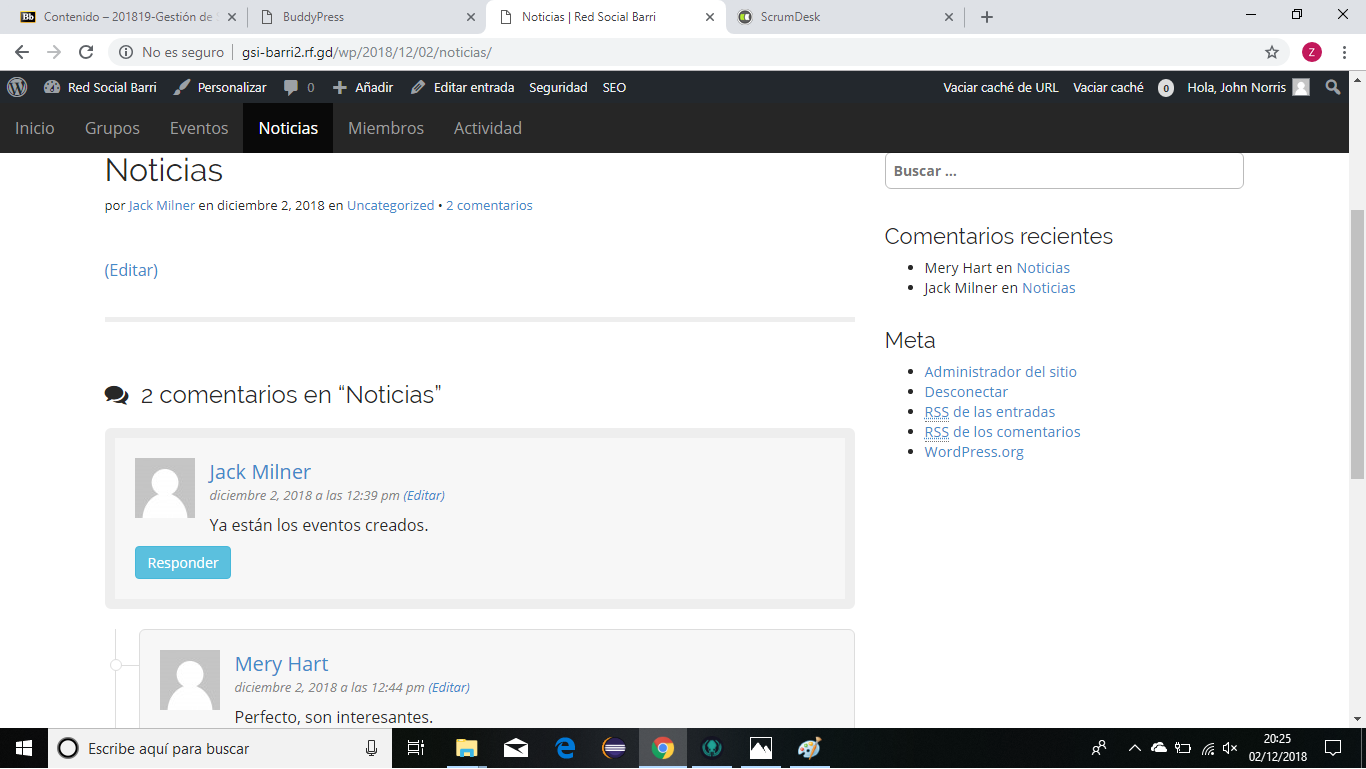 Contenido – 201819-Gestión de
BuddyPress
Noticias | Red Social Barri
ScrumDesk
No es seguro | gsi-barri2.rf.gd/wp/2018/12/02/noticias/
Z
Red Social Barri Personalizar 0 Añadir Editar entrada Seguridad SEO Vaciar caché de URL Vaciar caché 0 Hola, John Norris
Inicio Grupos Eventos Noticias Miembros Actividad
Noticias
por Jack Milner en diciembre 2, 2018 en Uncategorized • 2 comentarios
(Editar)
2 comentarios en “Noticias”
Jack Milner
diciembre 2, 2018 a las 12:39 pm (Editar)
Ya están los eventos creados.
Responder
Mery Hart
diciembre 2, 2018 a las 12:44 pm (Editar)
Perfecto, son interesantes.
Buscar ...
Comentarios recientes
Mery Hart en Noticias
Jack Milner en Noticias
Meta
Administrador del sitio
Desconectar
RSS de las entradas
RSS de los comentarios
WordPress.org
Escribe aquí para buscar
20:25
02/12/2018